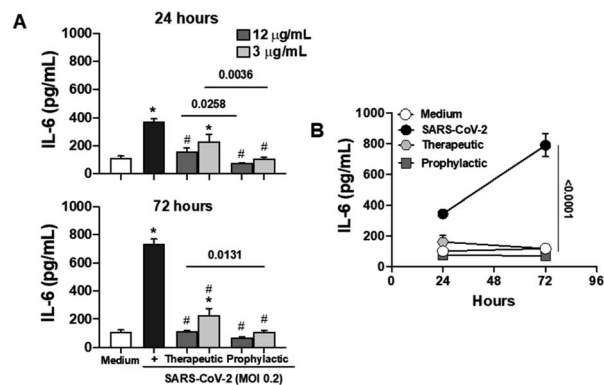 A
24 hours
12 µg/mL
3 µg/mL
IL-6 (pg/mL)
1000
800
600
400
200
0
0.0036
0.0258
*
#
*
#
#
72 hours
IL-6 (pg/mL)
1000
800
600
400
200
0
*
0.0131
#
#
*
#
#
Medium + Therapeutic Prophylactic
SARS-CoV-2 (MOI 0.2)
B
IL-6 (pg/mL)
1000
800
600
400
200
0
Medium
SARS-CoV-2
Therapeutic
Prophylactic
<0.0001
0 24 48 72 96
Hours